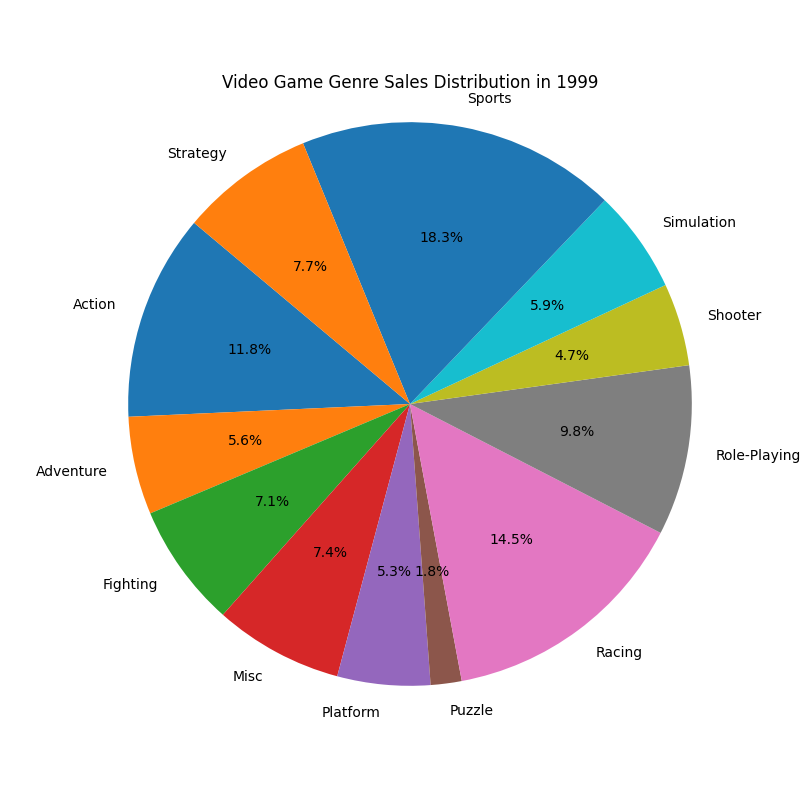 Video Game Genre Sales Distribution in 1999
Sports
Strategy
Simulation
18.3%
7.7%
Action
5.9%
Shooter
11.8%
4.7%
9.8%
Role-Playing
5.6%
Adventure
7.1%
14.5%
7.4%
5.3%
1.8%
Fighting
Racing
Misc
Platform
Puzzle